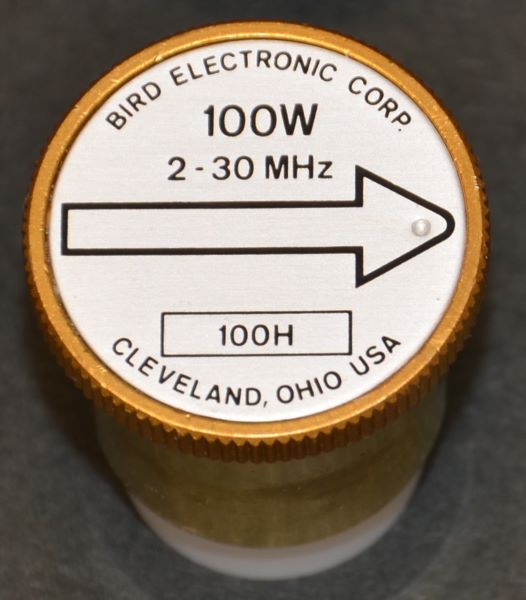 BIRD ELECTRONIC CORP.
100W
2-30 MHz
100H
CLEVELAND, OHIO USA